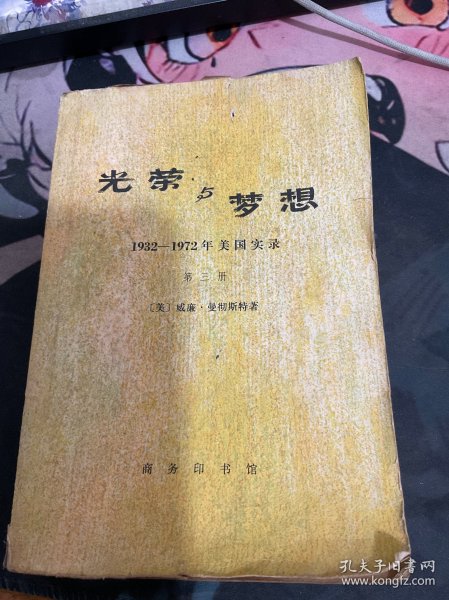 光荣与梦想
1932—1972年美国实录
第三册
〔美〕威廉·曼彻斯特著
商务印书馆
孔夫子旧书网
www.kongfz.com